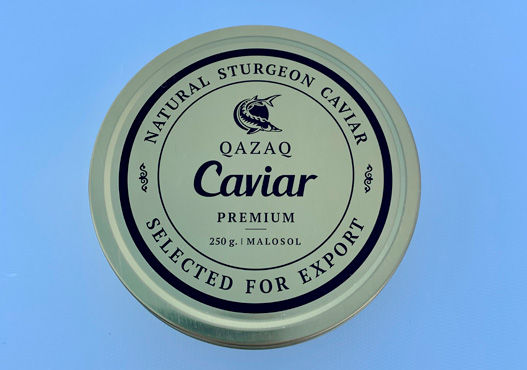 NATURAL STURGEON CAVIAR
QAZAQ
Caviar
PREMIUM
250 g. | MALOSOL
SELECTED FOR EXPORT